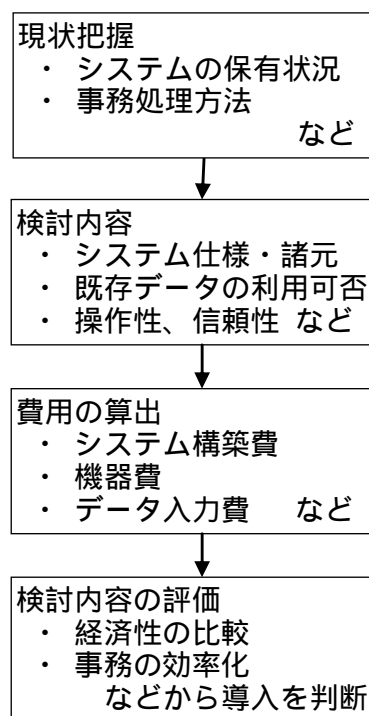 現状把握
・ システムの保有状況
・ 事務処理方法
など
検討内容
・ システム仕様・諸元
・ 既存データの利用可否
・ 操作性、信頼性 など
費用の算出
・ システム構築費
・ 機器費
・ データ入力費 など
検討内容の評価
・ 経済性の比較
・ 事務の効率化
などから導入を判断